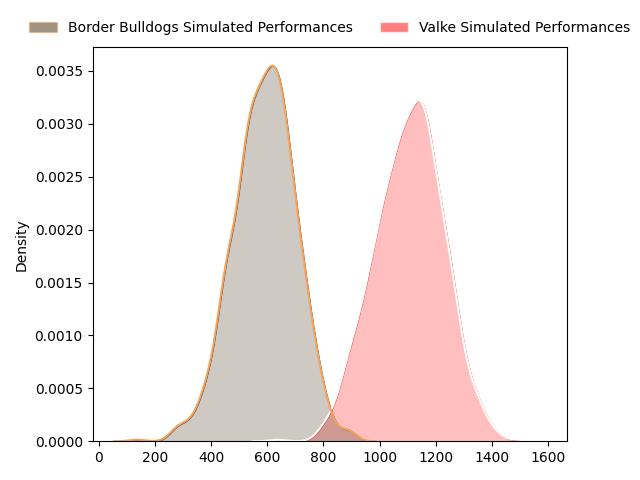 Border Bulldogs Simulated Performances
Valke Simulated Performances
0.0035
0.0030
0.0025
0.0020
0.0015
0.0010
0.0005
0.0000
Density
0 200 400 600 800 1000 1200 1400 1600